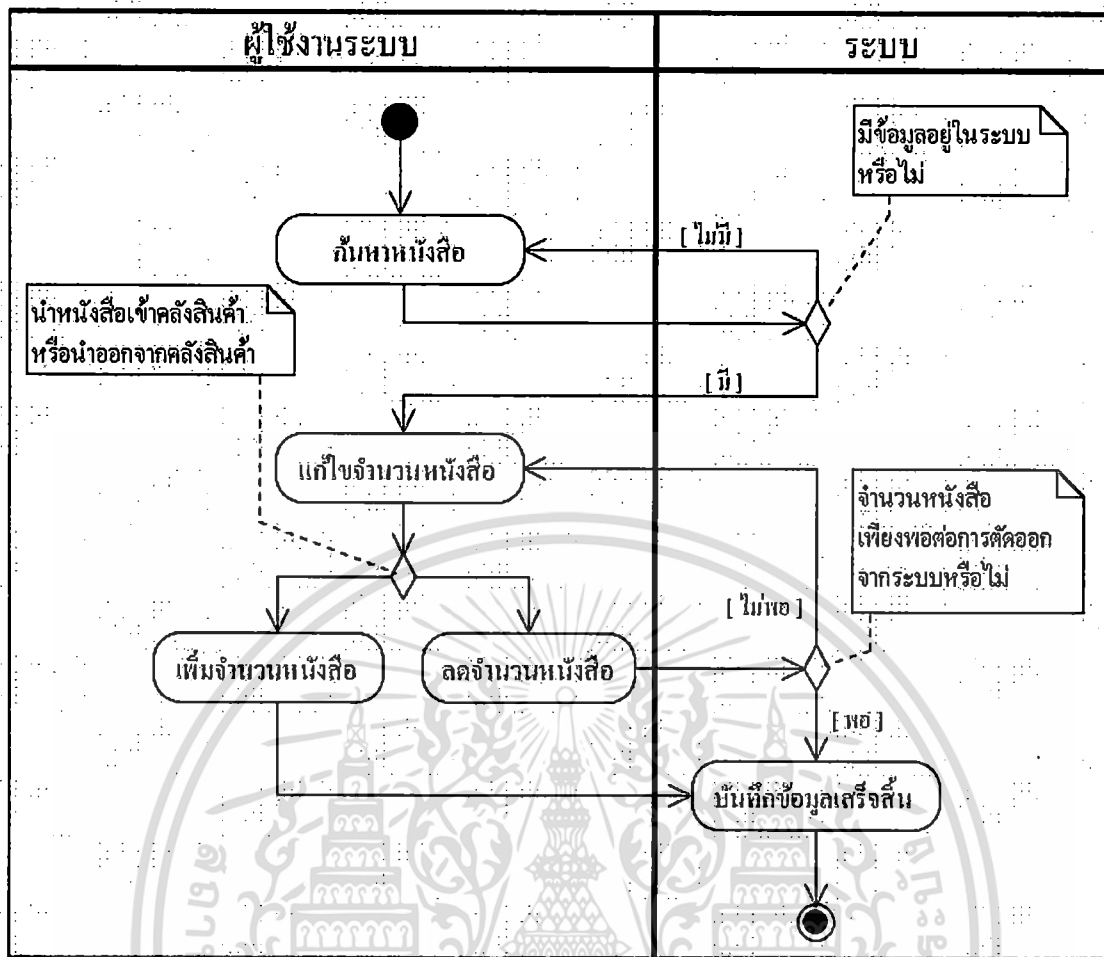 ผู้ใช้งานระบบ
ระบบ
มีข้อมูลอยู่ในระบบ
หรือไม่
[ ไม่มี ]
ค้นหาหนังสือ
นำหนังสือเข้าคลังสินค้า
หรือนำออกจากคลังสินค้า
[ มี ]
แก้ไขจำนวนหนังสือ
จำนวนหนังสือ
เพียงพอต่อการตัดออก
จากระบบหรือไม่
[ ไม่พอ ]
เพิ่มจำนวนหนังสือ
ลดจำนวนหนังสือ
[ พอ ]
บันทึกข้อมูลเสร็จสิ้น